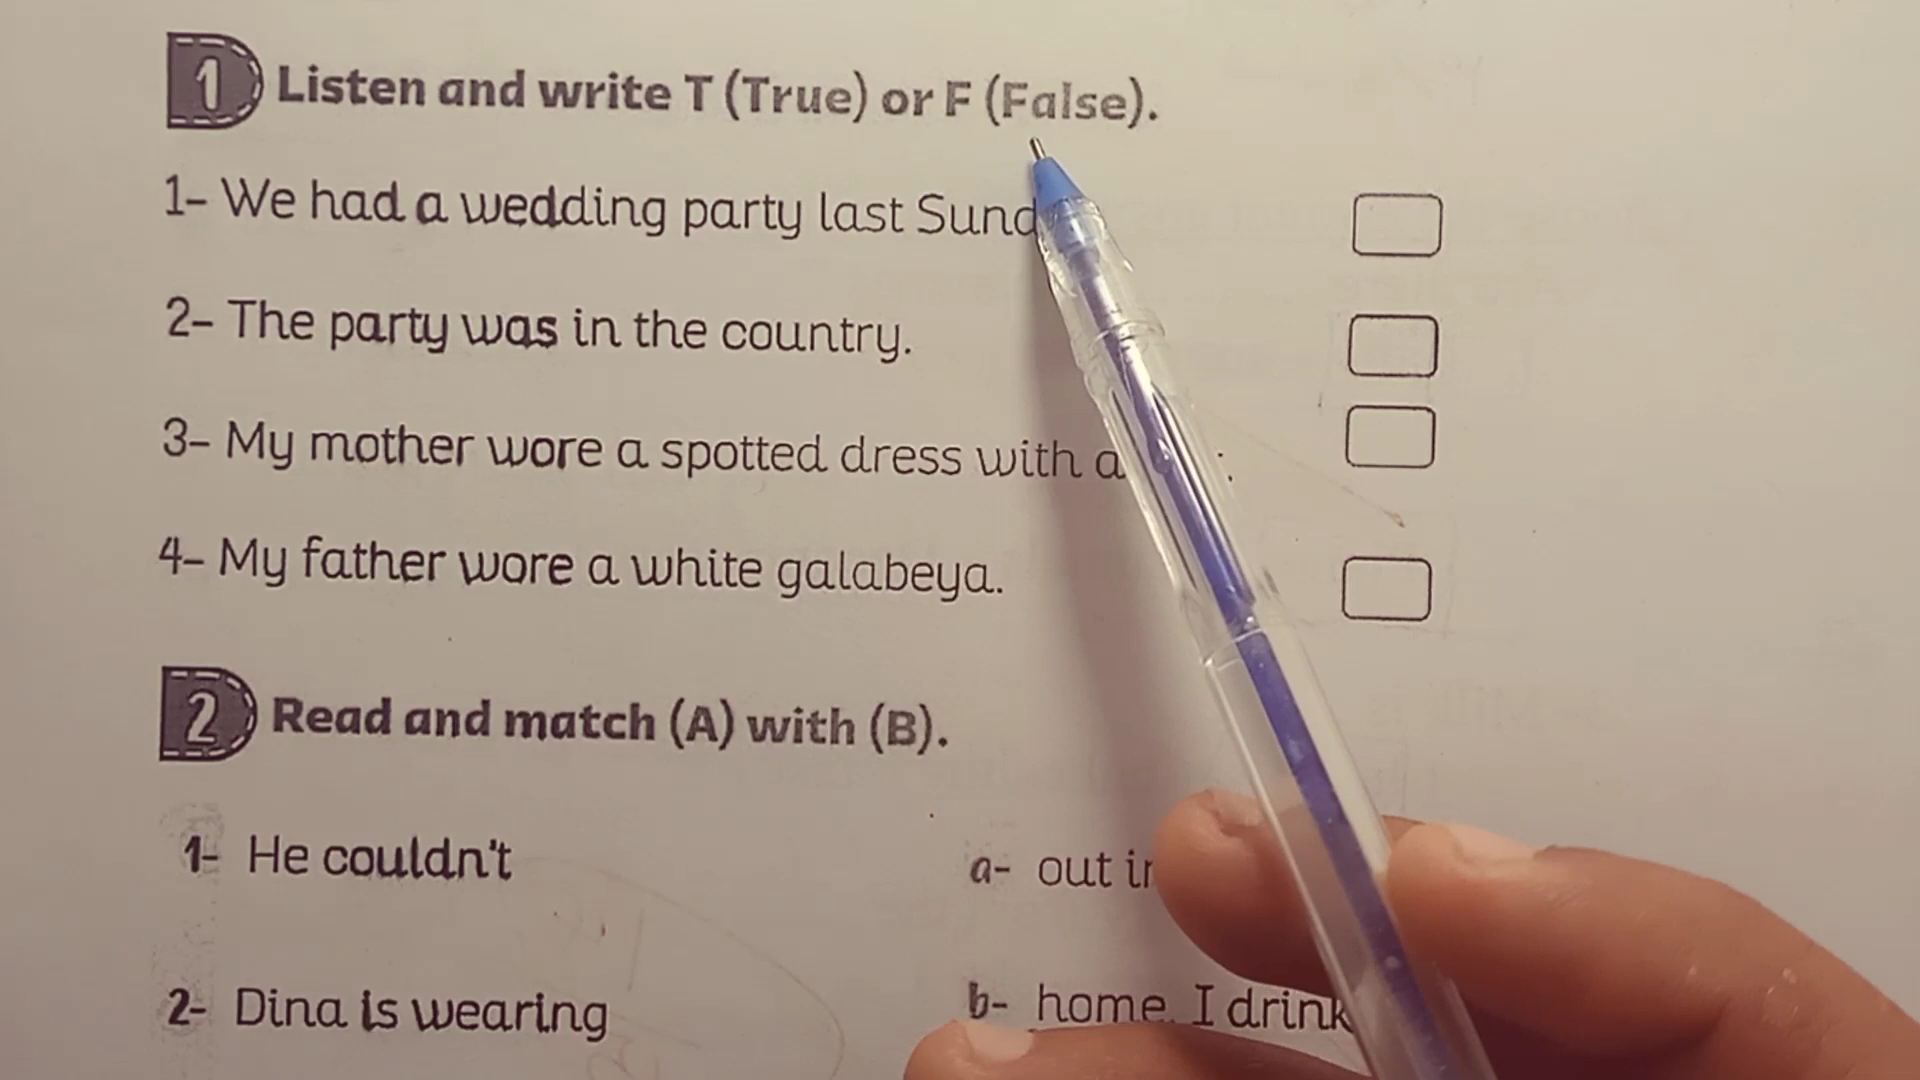 1 Listen and write T (True) or F (False).
1- We had a wedding party last
2- The party was in the country.
3- My mother wore a spotted dress with a
4- My father wore a white galabeya.
2 Read and match (A) with (B).
1- He couldn't
a- out
2- Dina is wearing
b- home. I drink